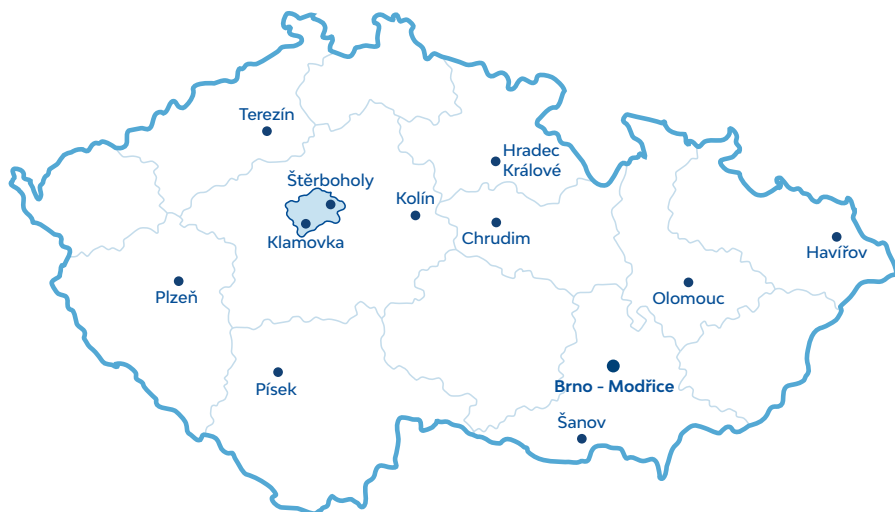 Terezín
Hradec
Králové
Štěrboholy
Kolín
Klamovka
Chrudim
Havířov
Plzeň
Olomouc
Písek
Brno - Modřice
Šanov